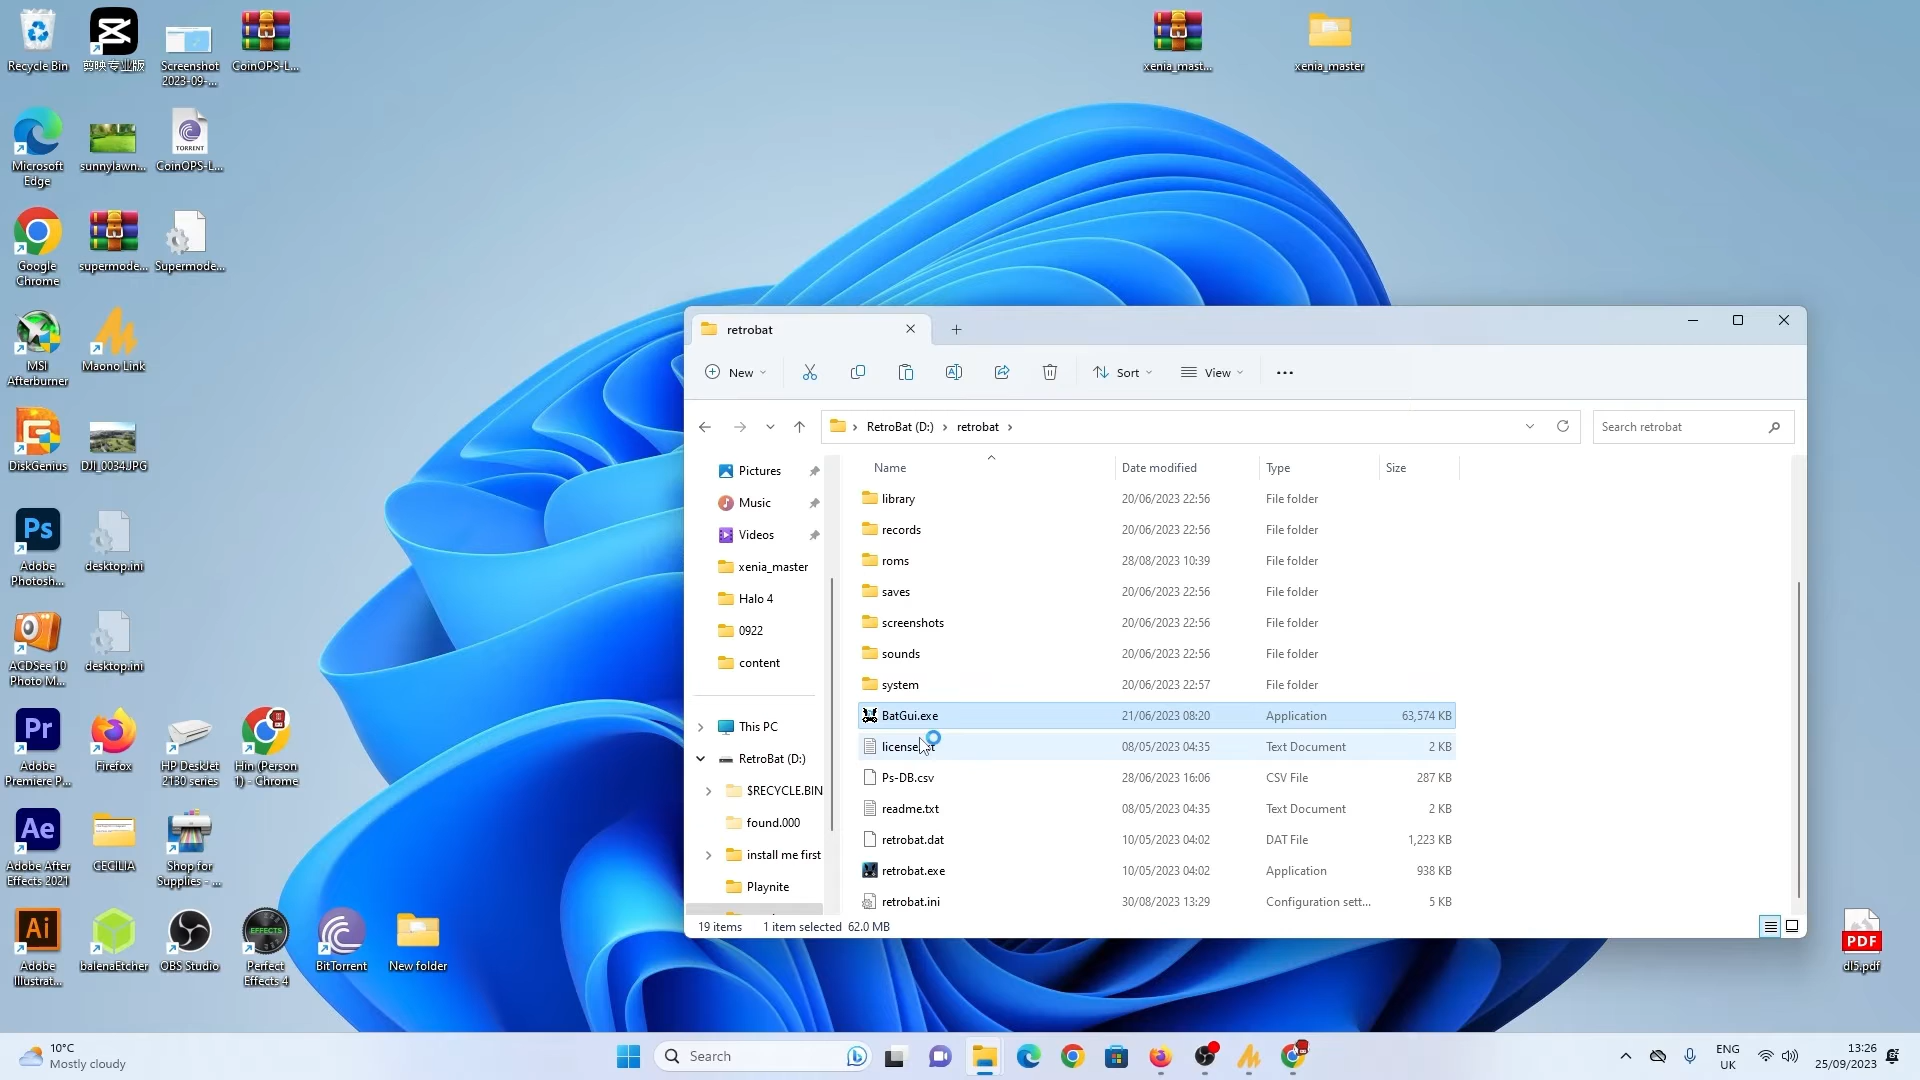 Recycle Bin
剪映专业版
Screenshot
2023-09-...
CoinOPS-L...
xenia_mast...
xenia_master
Microsoft
Edge
sunnylawn...
TORRENT
CoinOPS-L...
Google
Chrome
supermode...
Supermode...
MSI
Afterburner
Maono Link
DiskGenius
DJI_0034.JPG
Ps
Adobe
Photosh...
desktop.ini
ACDSee 10
Photo M...
desktop.ini
Pr
Adobe
Premiere P...
Firefox
HP DeskJet
2130 series
Hin (Person
1) - Chrome
Ae
Adobe After
Effects 2021
CECILIA
Shop for
Supplies - ...
Ai
Adobe
Illustrat...
balenaEtcher
OBS Studio
EFFECTS
Perfect
Effects 4
BitTorrent
New folder
PDF
dl5.pdf
retrobat
New
Sort
View
RetroBat (D:)
retrobat
Search retrobat
Pictures
Music
Videos
xenia_master
Halo 4
0922
content
This PC
RetroBat (D:)
$RECYCLE.BIN
found.000
install me first
Playnite
Name Date modified Type Size
library 20/06/2023 22:56 File folder
records 20/06/2023 22:56 File folder
roms 28/08/2023 10:39 File folder
saves 20/06/2023 22:56 File folder
screenshots 20/06/2023 22:56 File folder
sounds 20/06/2023 22:56 File folder
system 20/06/2023 22:57 File folder
BatGui.exe 21/06/2023 08:20 Application 63,574 KB
08/05/2023 04:35 Text Document 2 KB
Ps-DB.csv 28/06/2023 16:06 CSV File 287 KB
readme.txt 08/05/2023 04:35 Text Document 2 KB
retrobat.dat 10/05/2023 04:02 DAT File 1,223 KB
retrobat.exe 10/05/2023 04:02 Application 938 KB
retrobat.ini 30/08/2023 13:29 Configuration sett... 5 KB
19 items 1 item selected 62.0 MB
10°C
Mostly cloudy
Search
ENG
UK
13:26
25/09/2023